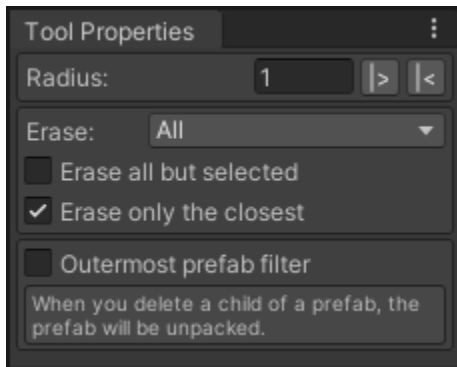 Tool Properties
Radius: 1 |> |<
Erase: All
Erase all but selected
Erase only the closest
Outermost prefab filter
When you delete a child of a prefab, the
prefab will be unpacked.